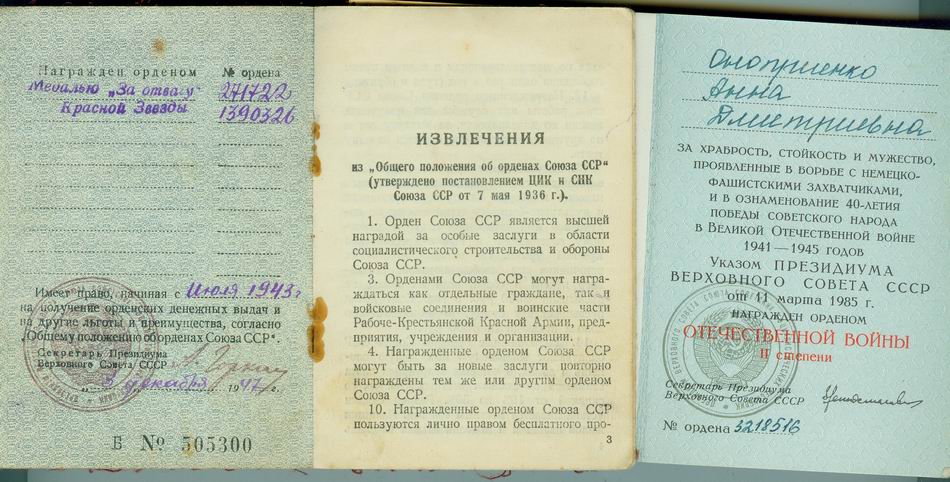 Награжден орденом № ордена
Медалью „За отвагу" 271722
Красной Звезды 1390326
Имеет право, начиная с Июля 1943 г
на получение орденских денежных выдач и
на другие льготы и преимущества, согласно
„Общему положению об орденах Союза ССР".
Секретарь Президиума
Верховного Совета СССР
„3" декабря 1947 г.
Б № 505300
ИЗВЛЕЧЕНИЯ
из „Общего положения об орденах Союза ССР"
(утверждено постановлением ЦИК и СНК
Союза ССР от 7 мая 1936 г.).
1. Орден Союза ССР является высшей
наградой за особые заслуги в области
социалистического строительства и обороны
Союза ССР.
3. Орденами Союза ССР могут награ-
ждаться как отдельные граждане, так и
войсковые соединения и воинские части
Рабоче-Крестьянской Красной Армии, пред-
приятия, учреждения и организации.
4. Награжденные орденом Союза ССР
могут быть за новые заслуги повторно
награждены тем же или другим орденом
Союза ССР.
10. Награжденные орденом Союза ССР
пользуются лично правом бесплатного про-
3
Оноприенко
Анна
Дмитриевна
ЗА ХРАБРОСТЬ, СТОЙКОСТЬ И МУЖЕСТВО,
ПРОЯВЛЕННЫЕ В БОРЬБЕ С НЕМЕЦКО-
ФАШИСТСКИМИ ЗАХВАТЧИКАМИ,
И В ОЗНАМЕНОВАНИЕ 40-ЛЕТИЯ
ПОБЕДЫ СОВЕТСКОГО НАРОДА
В ВЕЛИКОЙ ОТЕЧЕСТВЕННОЙ ВОЙНЕ
1941—1945 ГОДОВ
УКАЗОМ ПРЕЗИДИУМА
ВЕРХОВНОГО СОВЕТА СССР
от 11 марта 1985 г.
НАГРАЖДЕН ОРДЕНОМ
ОТЕЧЕСТВЕННОЙ ВОЙНЫ
II степени
Секретарь Президиума
Верховного Совета СССР
№ ордена 3218516